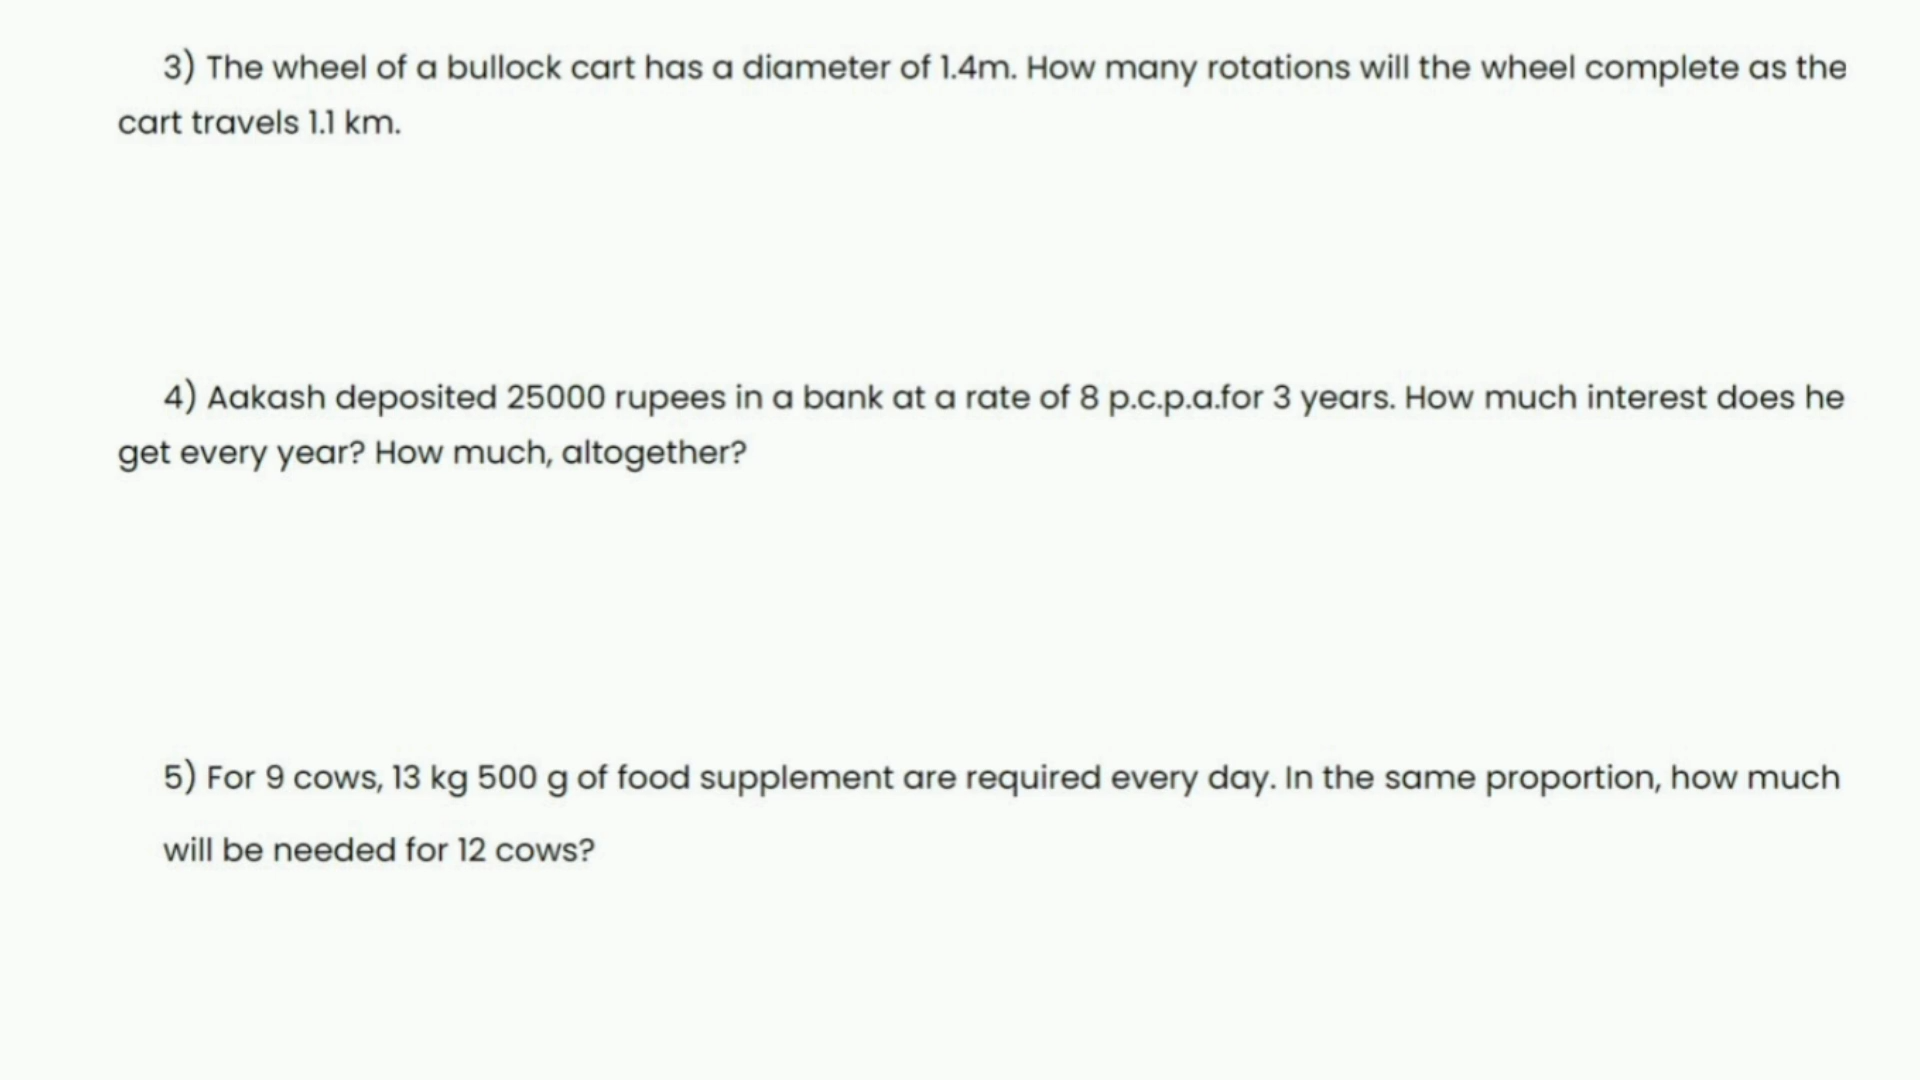 3) The wheel of a bullock cart has a diameter of 1.4m. How many rotations will the wheel complete as the
cart travels 1.1 km.
4) Aakash deposited 25000 rupees in a bank at a rate of 8 p.c.p.a.for 3 years. How much interest does he
get every year? How much, altogether?
5) For 9 cows, 13 kg 500 g of food supplement are required every day. In the same proportion, how much
will be needed for 12 cows?